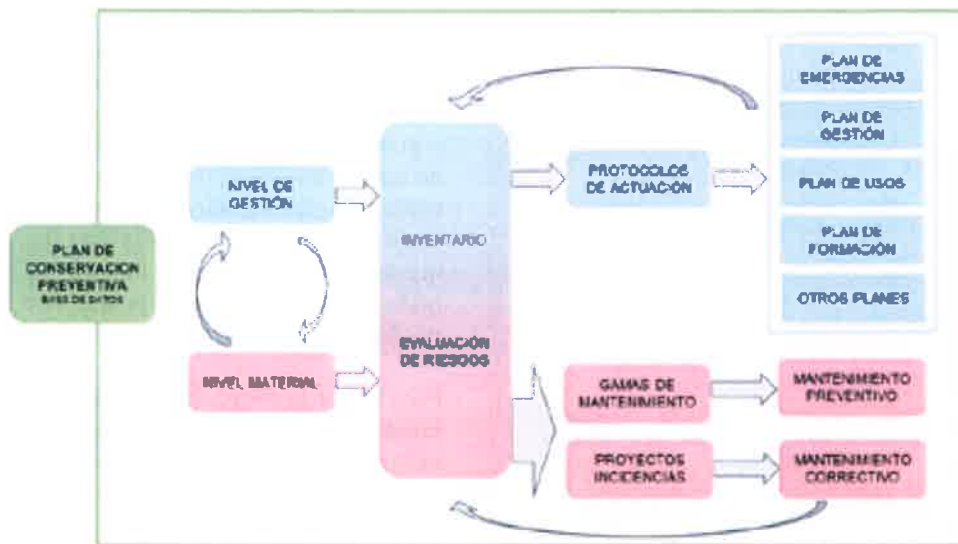 PLAN DE
CONSERVACION
PREVENTIVA
BASE DE DATOS
NIVEL DE
GESTIÓN
NIVEL MATERIAL
INVENTARIO
EVALUACIÓN
DE RIESGOS
PROTOCOLOS
DE ACTUACIÓN
PLAN DE
EMERGENCIAS
PLAN DE
GESTIÓN
PLAN DE USOS
PLAN DE
FORMACIÓN
OTROS PLANES
GAMAS DE
MANTENIMIENTO
MANTENIMIENTO
PREVENTIVO
PROYECTOS
INCIDENCIAS
MANTENIMIENTO
CORRECTIVO